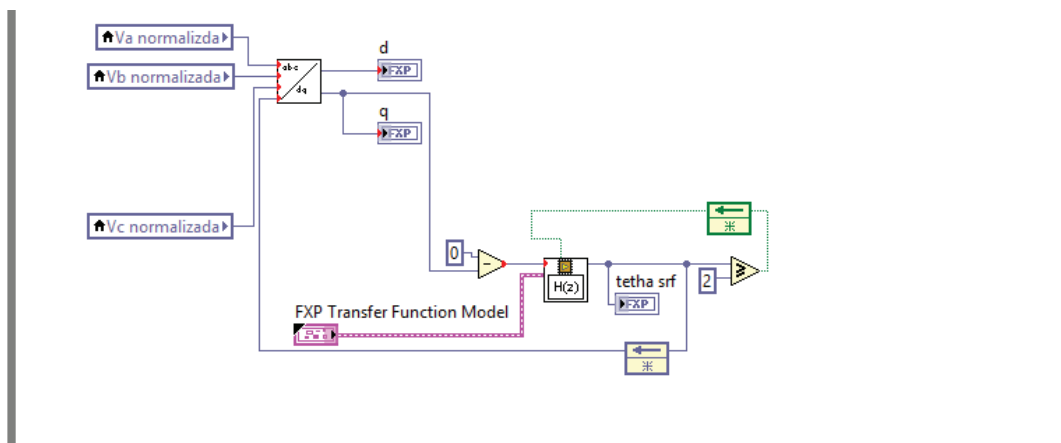 Va normalizda
Vb normalizada
abc
dq
d
FXP
q
FXP
Vc normalizada
0
-
H(z)
tetha srf
FXP
2
≥
FXP Transfer Function Model